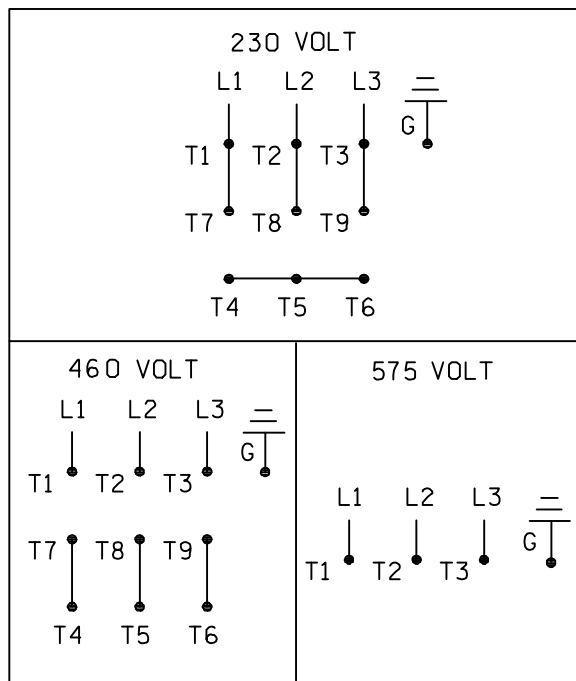 230 VOLT
L1 L2 L3
G
T1 T2 T3
T7 T8 T9
T4 T5 T6
460 VOLT
L1 L2 L3
G
T1 T2 T3
T7 T8 T9
T4 T5 T6
575 VOLT
L1 L2 L3
G
T1 T2 T3